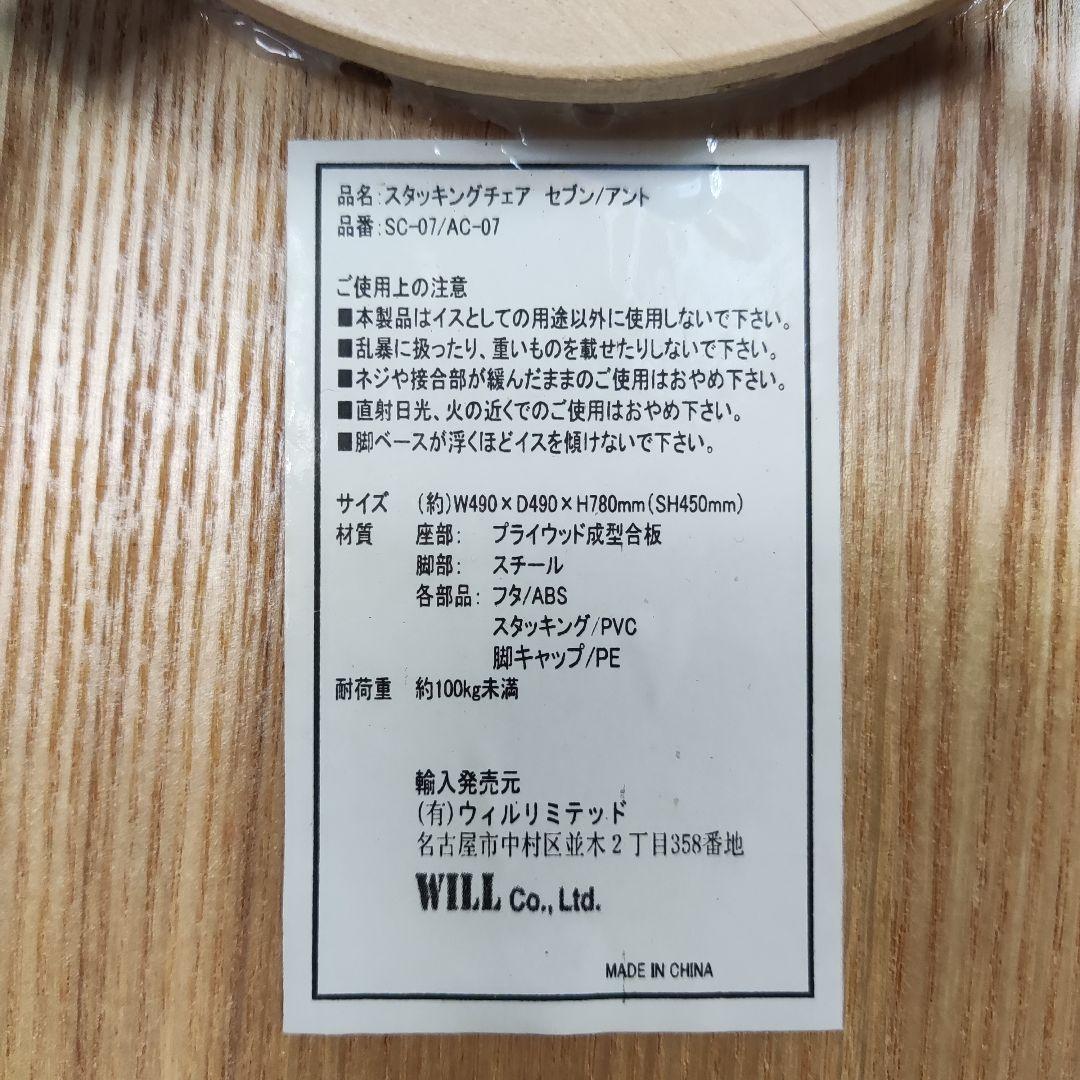 品名:スタッキングチェア セブン/アント
品番:SC-07/AC-07
ご使用上の注意
■本製品はイスとしての用途以外に使用しないで下さい。
■乱暴に扱ったり、重いものを載せたりしないで下さい。
■ネジや接合部が緩んだままのご使用はおやめ下さい。
■直射日光、火の近くでのご使用はおやめ下さい。
■脚ベースが浮くほどイスを傾けないで下さい。
サイズ (約)W490×D490×H780mm(SH450mm)
材質 座部: プライウッド成型合板
脚部: スチール
各部品: フタ/ABS
スタッキング/PVC
脚キャップ/PE
耐荷重 約100kg未満
輸入発売元
(有)ウィルリミテッド
名古屋市中村区並木2丁目358番地
WILL Co., Ltd.
MADE IN CHINA